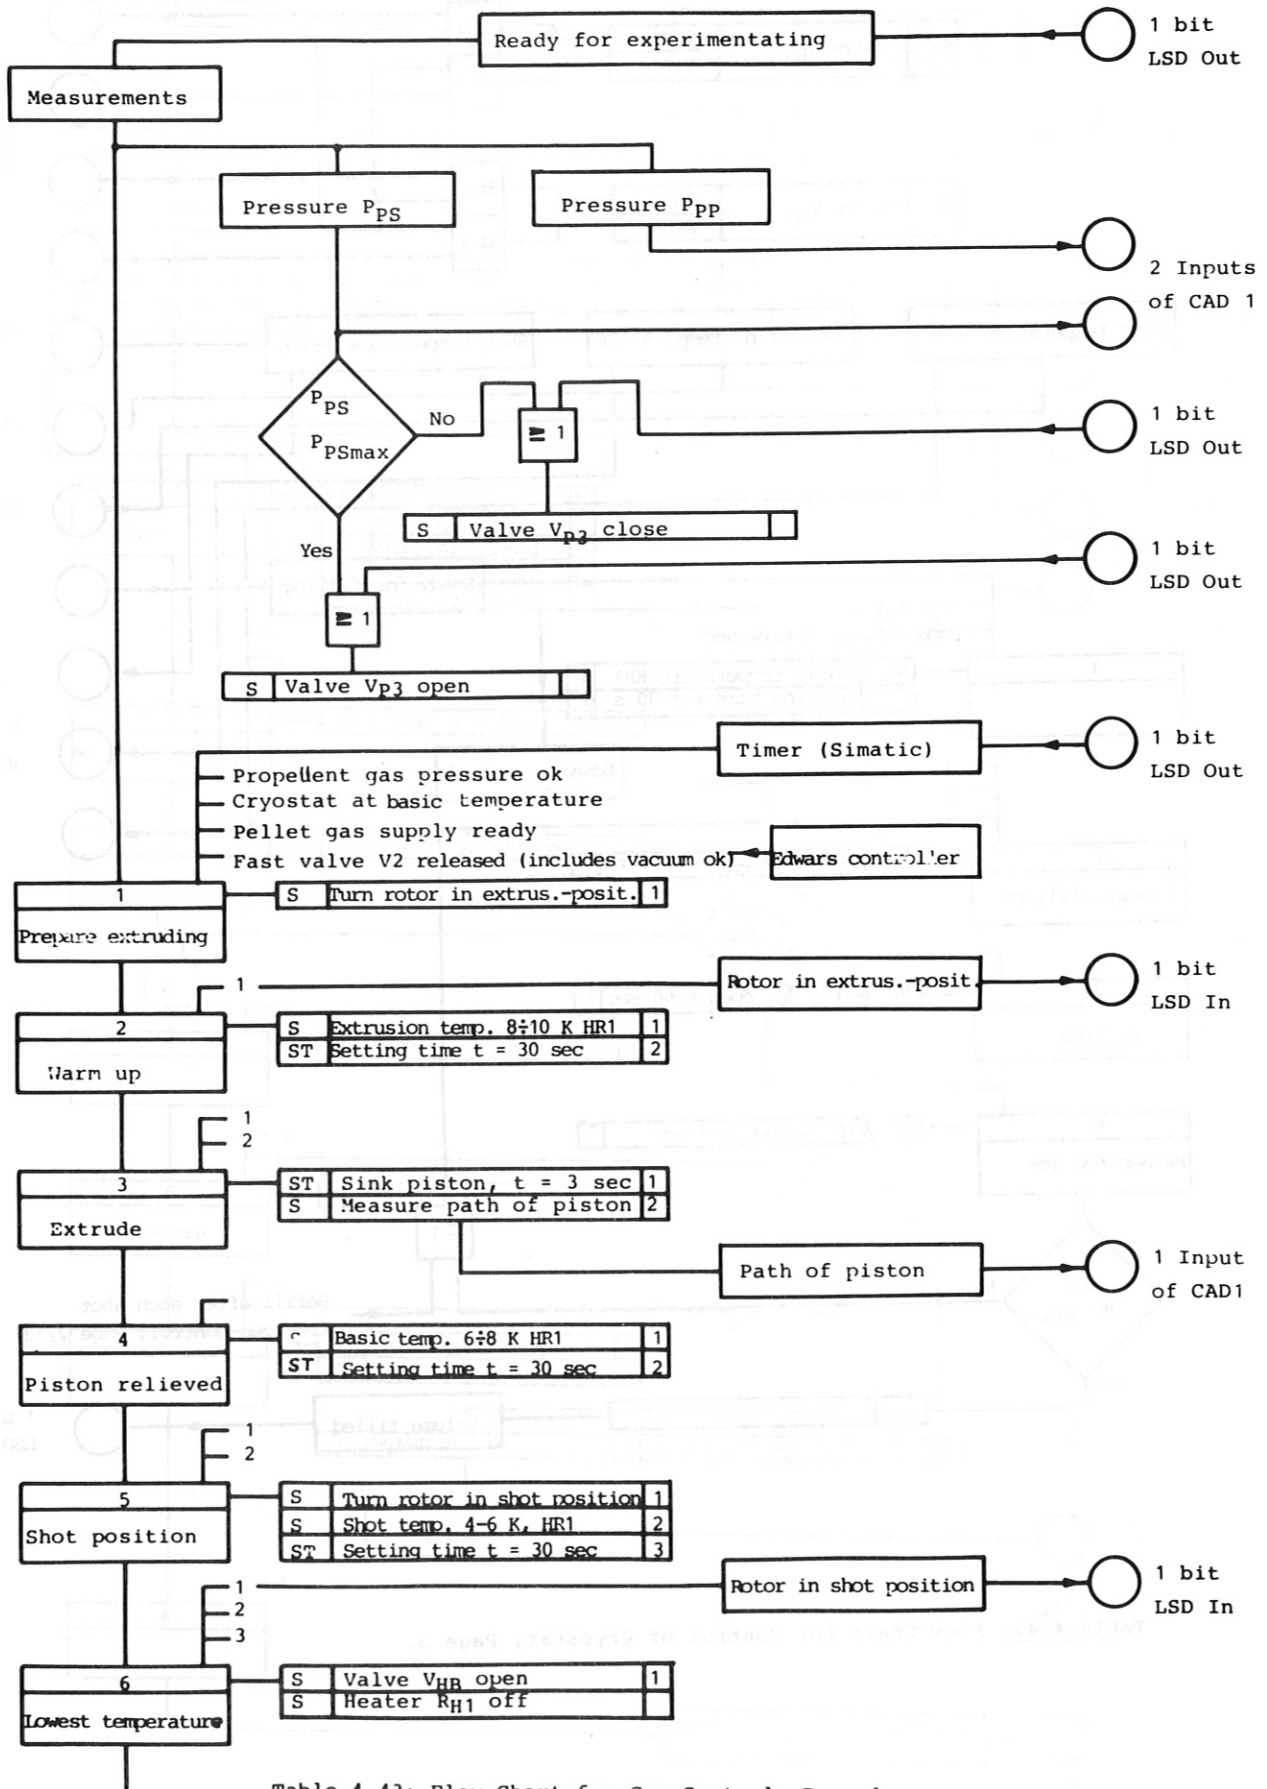 Ready for experimentating
1 bit
LSD Out
Measurements
Pressure PPS
Pressure PPP
2 Inputs
of CAD 1
PPS
PPSmax
No
≧ 1
1 bit
LSD Out
S Valve VP3 close
Yes
1 bit
LSD Out
≧ 1
S Valve VP3 open
Timer (Simatic)
1 bit
LSD Out
Propellent gas pressure ok
Cryostat at basic temperature
Pellet gas supply ready
Fast valve V2 released (includes vacuum ok)
Edwars controller
1
S Turn rotor in extrus.-posit. 1
Prepare extruding
1
Rotor in extrus.-posit.
1 bit
LSD In
2
S Extrusion temp. 8÷10 K HR1 1
ST Setting time t = 30 sec 2
Warm up
1
2
3
ST Sink piston, t = 3 sec 1
S Measure path of piston 2
Extrude
Path of piston
1 Input
of CAD1
4
Basic temp. 6÷8 K HR1 1
ST Setting time t = 30 sec 2
Piston relieved
1
2
5
S Turn rotor in shot position 1
S Shot temp. 4-6 K, HR1 2
ST Setting time t = 30 sec 3
Shot position
1
2
3
Rotor in shot position
1 bit
LSD In
6
S Valve VHB open 1
S Heater RH1 off
Lowest temperature